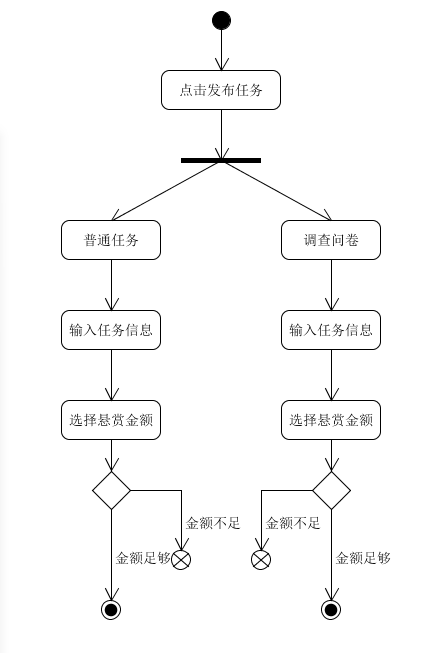 点击发布任务
普通任务
调查问卷
输入任务信息
输入任务信息
选择悬赏金额
选择悬赏金额
金额不足
金额不足
金额足够
金额足够